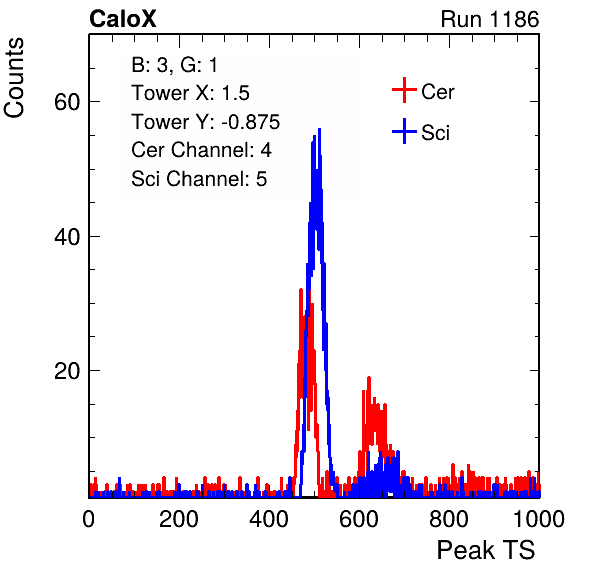 CaloX Run 1186
Counts
B: 3, G: 1
Tower X: 1.5
Tower Y: -0.875
Cer Channel: 4
Sci Channel: 5
Cer
Sci
60
40
20
0 200 400 600 800 1000
Peak TS